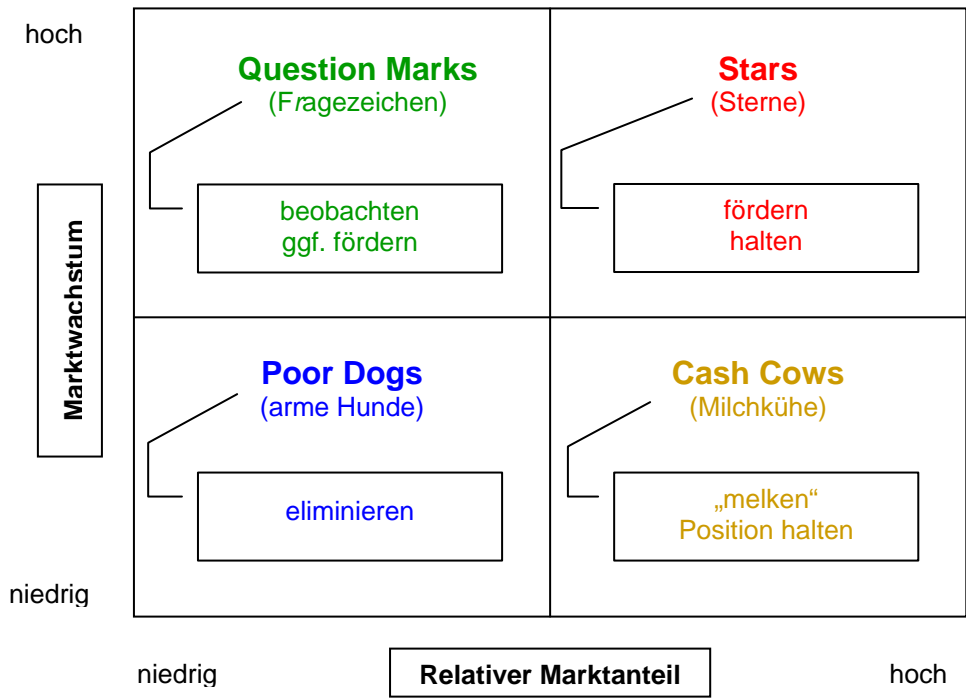 hoch
Question Marks
(Fragezeichen)
Stars
(Sterne)
beobachten
ggf. fördern
fördern
halten
Marktwachstum
Poor Dogs
(arme Hunde)
Cash Cows
(Milchkühe)
eliminieren
„melken“
Position halten
niedrig
niedrig
Relativer Marktanteil
hoch